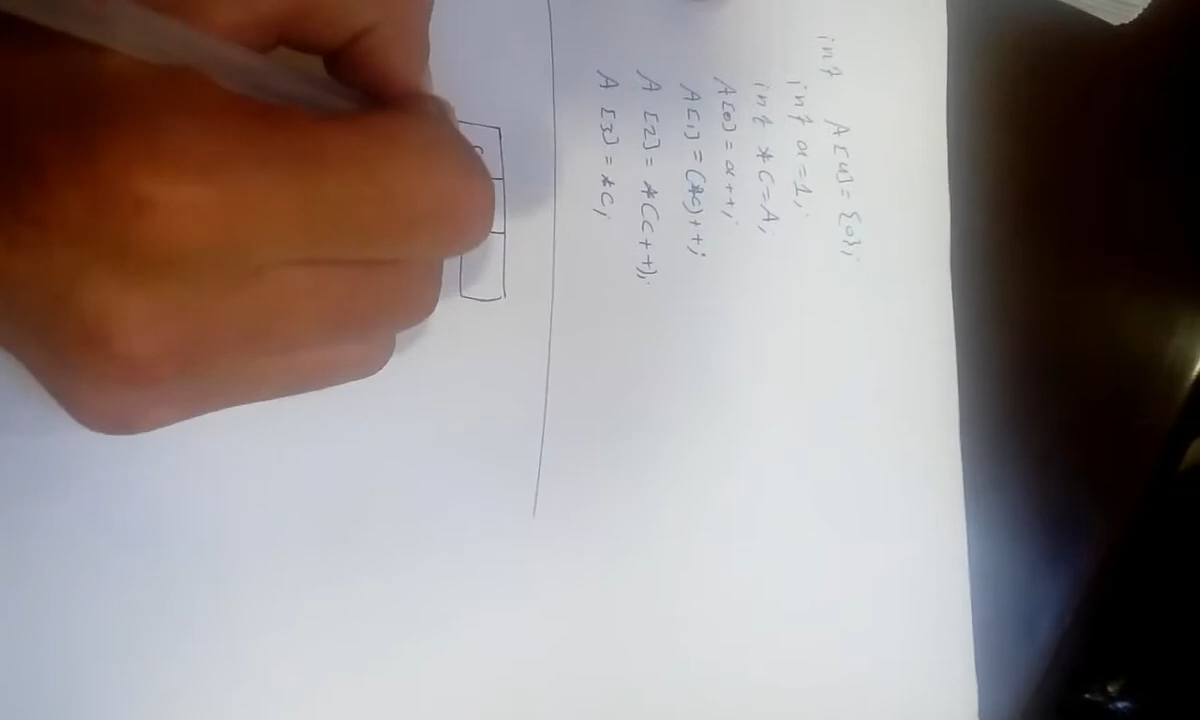 int A[4] = {0};
int a=1;
int *C=A;
A[0] = a++;
A[1] = (*C)++;
A [2] = *(C++);
A [3] = *C;